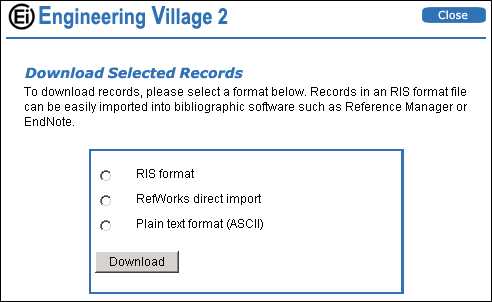 Ei Engineering Village 2
Close
Download Selected Records
To download records, please select a format below. Records in an RIS format file
can be easily imported into bibliographic software such as Reference Manager or
EndNote.
RIS format
RefWorks direct import
Plain text format (ASCII)
Download